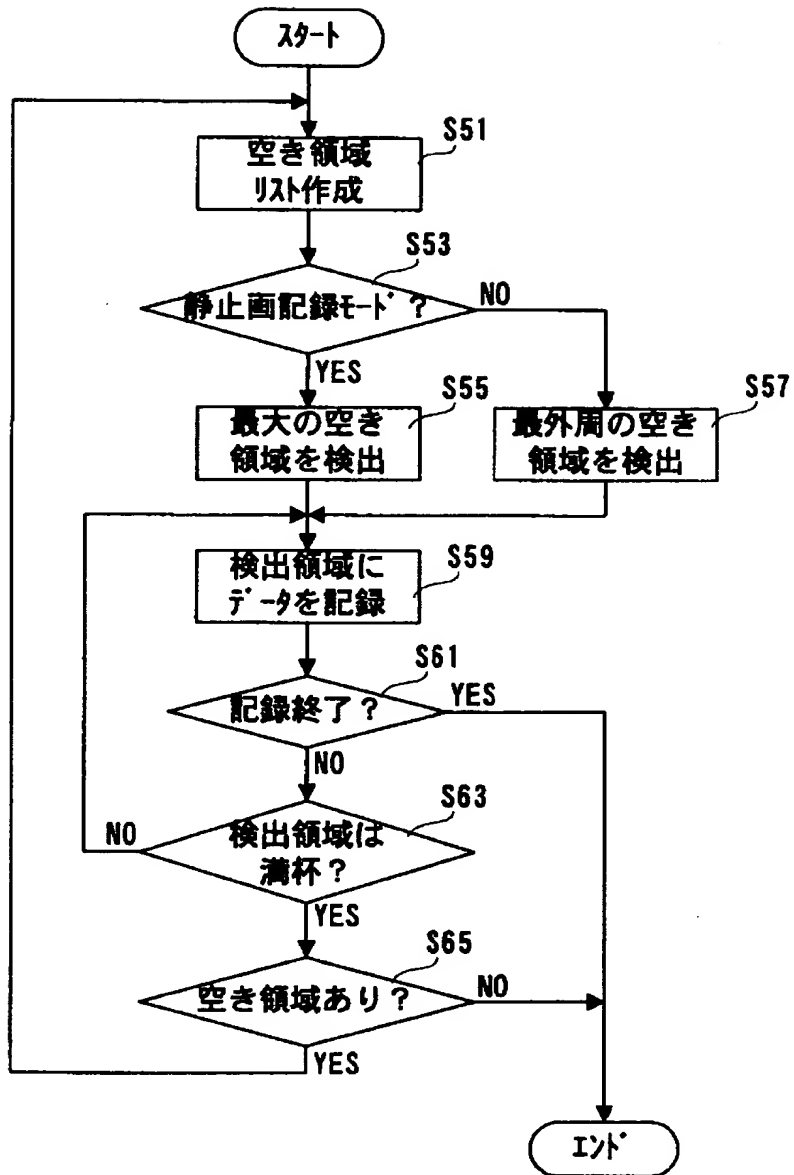 スタート
S51
空き領域
リスト作成
S53
静止画記録モード?
NO
YES
S55
最大の空き
領域を検出
S57
最外周の空き
領域を検出
S59
検出領域に
データを記録
S61
記録終了?
YES
NO
S63
検出領域は
満杯?
NO
YES
S65
空き領域あり?
NO
YES
エンド